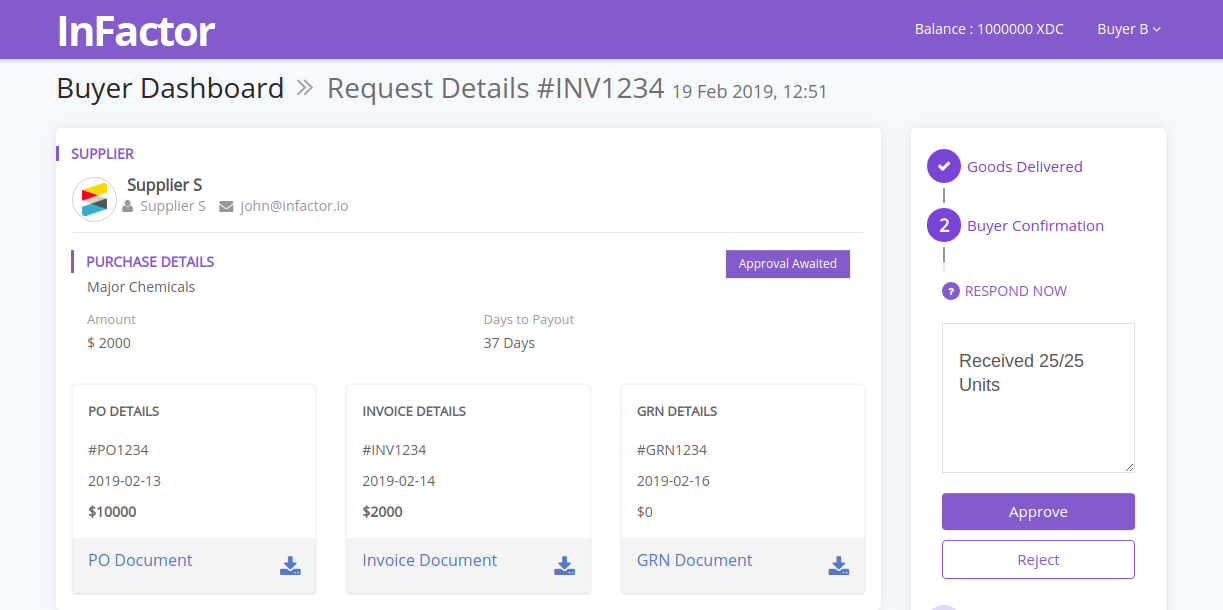 InFactor
Balance : 1000000 XDC
Buyer B
Buyer Dashboard » Request Details #INV1234 19 Feb 2019, 12:51
SUPPLIER
Supplier S
Supplier S john@infactor.io
PURCHASE DETAILS
Approval Awaited
Major Chemicals
Amount
Days to Payout
$ 2000
37 Days
PO DETAILS
#PO1234
2019-02-13
$10000
PO Document
INVOICE DETAILS
#INV1234
2019-02-14
$2000
Invoice Document
GRN DETAILS
#GRN1234
2019-02-16
$0
GRN Document
Goods Delivered
2 Buyer Confirmation
? RESPOND NOW
Received 25/25
Units
Approve
Reject